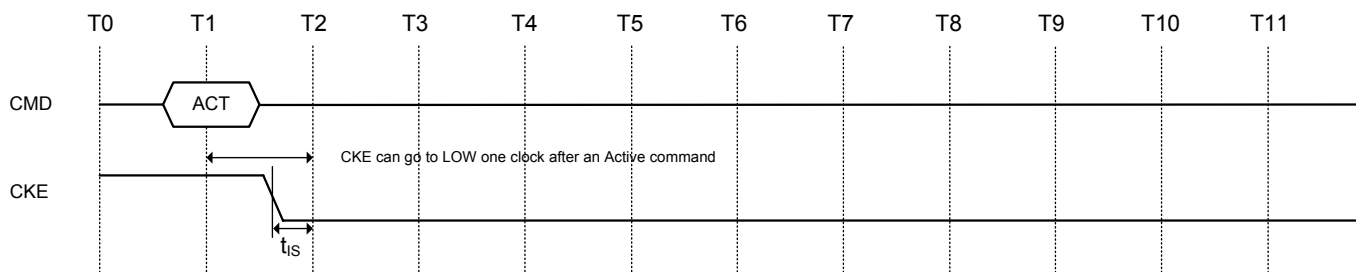 T0 T1 T2 T3 T4 T5 T6 T7 T8 T9 T10 T11
CMD ACT
CKE can go to LOW one clock after an Active command
CKE
tIS